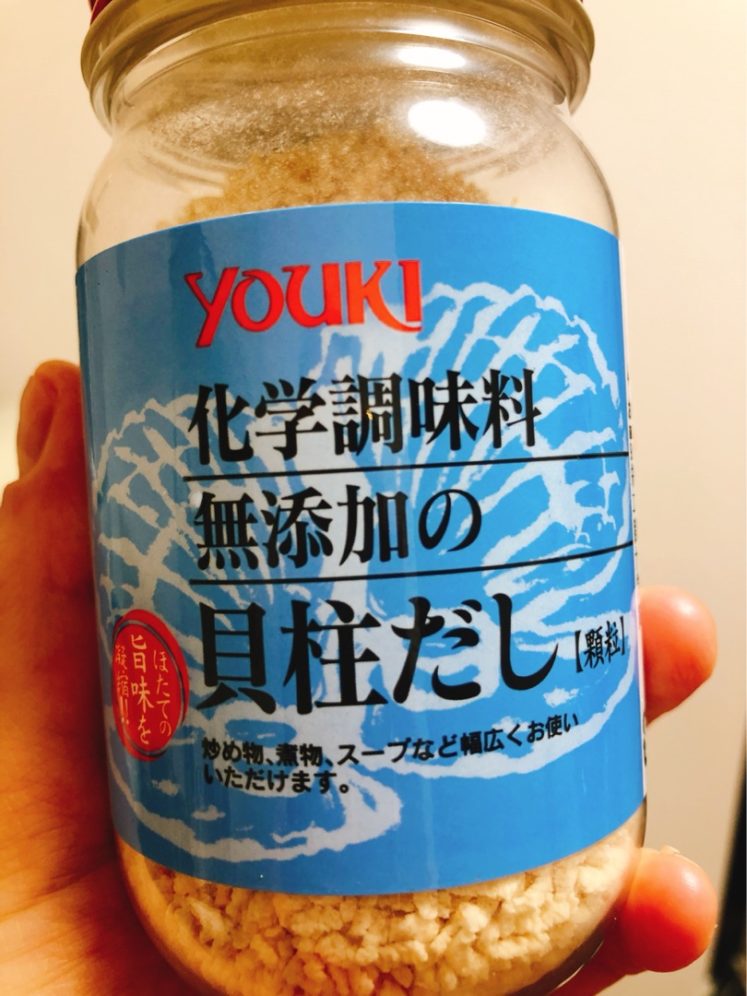 YOUKI
化学調味料
無添加の
貝柱だし【顆粒】
ほたての
旨味を
凝縮!!
炒め物、煮物、スープなど幅広くお使い
いただけます。